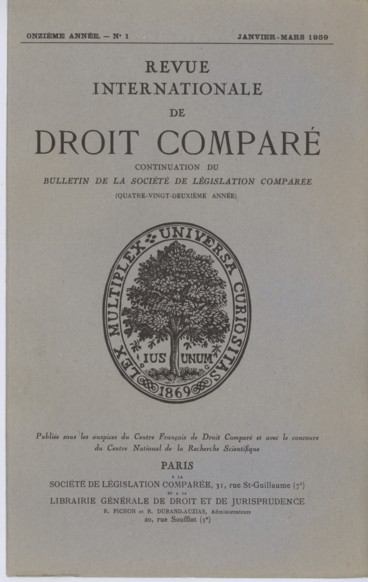 ONZIÈME ANNÉE. — N° 1 JANVIER-MARS 1959
REVUE
INTERNATIONALE
DE
DROIT COMPARÉ
CONTINUATION DU
BULLETIN DE LA SOCIÉTÉ DE LÉGISLATION COMPARÉE
(QUATRE-VINGT-DEUXIÈME ANNÉE)
LEX MULTIPLEX UNIVERSA CURIOSITAS
IUS UNUM
1869
Publiée sous les auspices du Centre Français de Droit Comparé et avec le concours
du Centre National de la Recherche Scientifique
PARIS
A LA
SOCIÉTÉ DE LÉGISLATION COMPARÉE, 31, rue St-Guillaume (7e)
ET A LA
LIBRAIRIE GÉNÉRALE DE DROIT ET DE JURISPRUDENCE
R. PICHON et R. DURAND-AUZIAS, Administrateurs
20, rue Soufflot (5e)